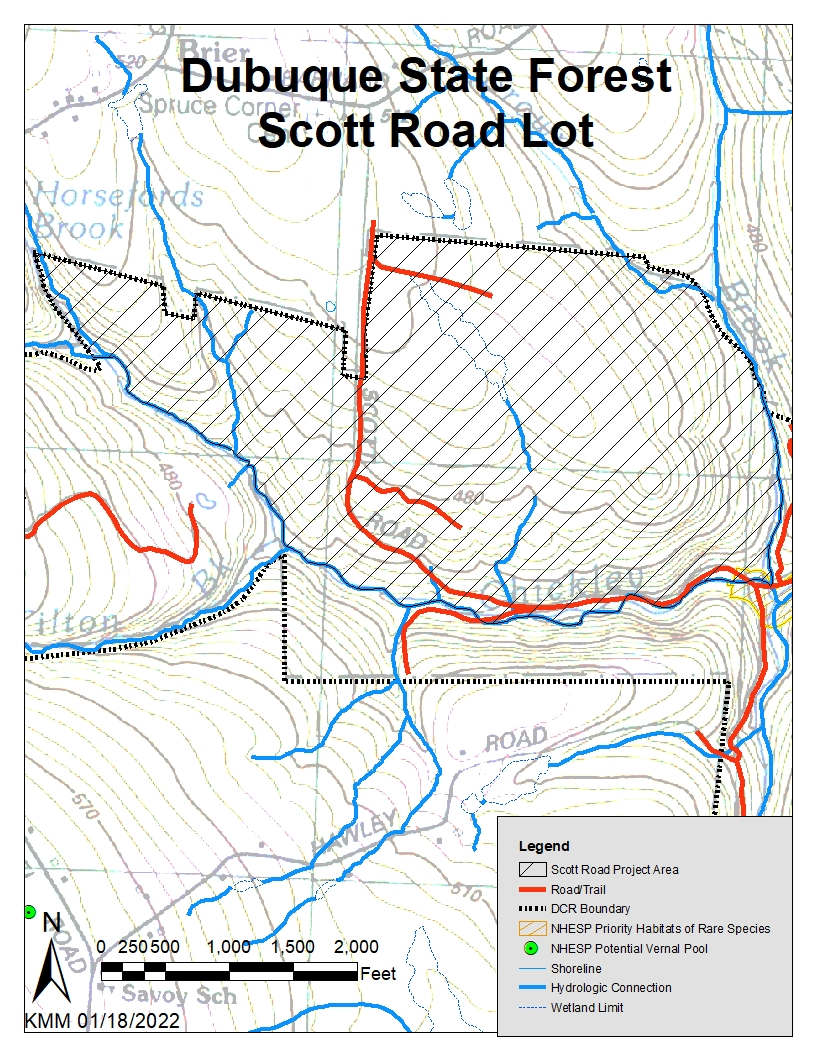 Dubuque State Forest
Scott Road Lot
520
Brier
Spruce Corner
Horsefords
Brook
480
Brook
SCOTT
480
480
ROAD
Chickley
Tilton
ROAD
570
HAWLEY
510
ROAD
N
0 250 500 1,000 1,500 2,000
Feet
Savoy Sch
KMM 01/18/2022
Legend
Scott Road Project Area
Road/Trail
DCR Boundary
NHESP Priority Habitats of Rare Species
NHESP Potential Vernal Pool
Shoreline
Hydrologic Connection
Wetland Limit